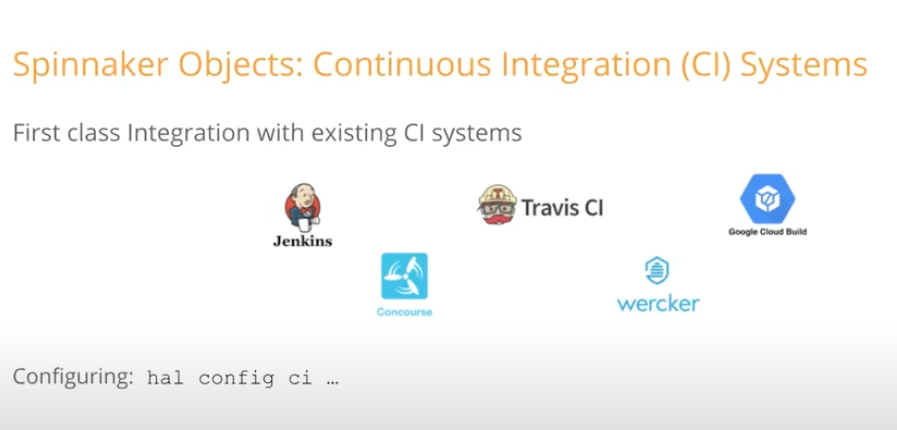 Spinnaker Objects: Continuous Integration (CI) Systems
First class Integration with existing CI systems
Jenkins
Travis CI
Google Cloud Build
Concourse
wercker
Configuring: hal config ci …